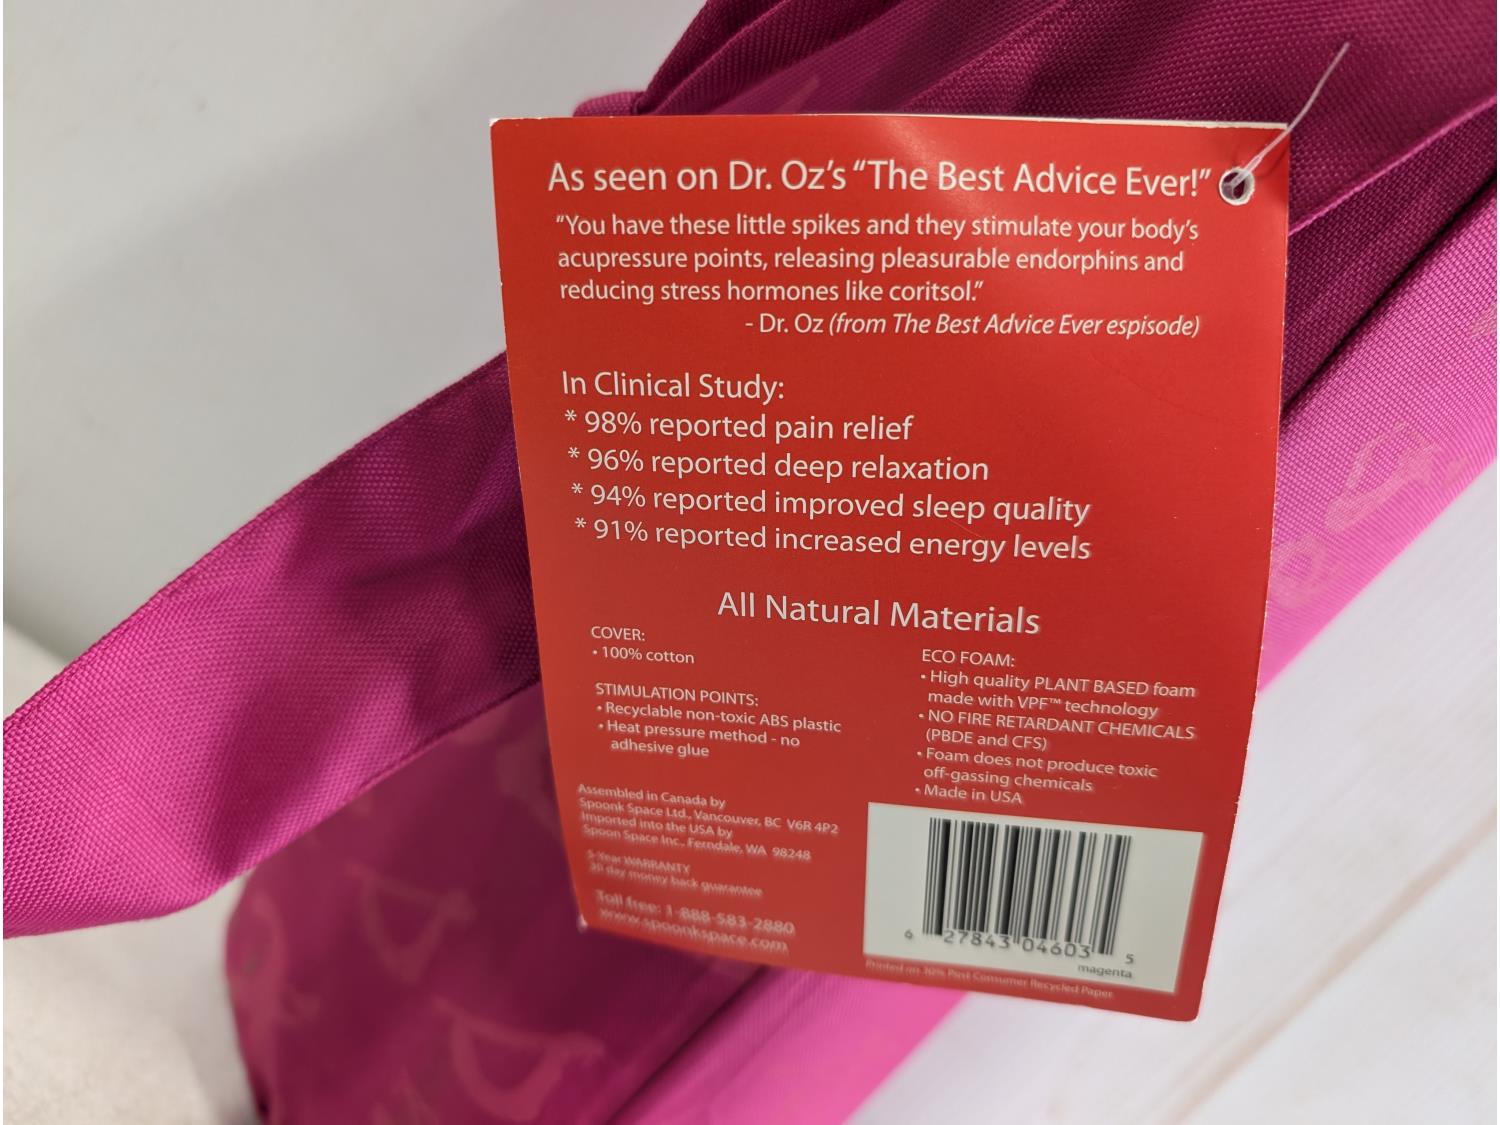 As seen on Dr. Oz's “The Best Advice Ever!”
“You have these little spikes and they stimulate your body's
acupressure points, releasing pleasurable endorphins and
reducing stress hormones like coritsol.”
- Dr. Oz (from The Best Advice Ever espisode)
In Clinical Study:
* 98% reported pain relief
* 96% reported deep relaxation
* 94% reported improved sleep quality
* 91% reported increased energy levels
All Natural Materials
COVER:
• 100% cotton
STIMULATION POINTS:
• Recyclable non-toxic ABS plastic
• Heat pressure method - no
adhesive glue
ECO FOAM:
• High quality PLANT BASED foam
made with VPF™ technology
• NO FIRE RETARDANT CHEMICALS
(PBDE and CFS)
• Foam does not produce toxic
off-gassing chemicals
• Made in USA
Assembled in Canada by
Spoonk Space Ltd., Vancouver, BC V6R 4P2
Imported into the USA by
Spoon Space Inc., Ferndale, WA 98248
5-Year WARRANTY
30 day money back guarantee
Toll free: 1-888-583-2880
www.spoonkspace.com
6 27843 04603 5
magenta
Printed on 30% Post Consumer Recycled Paper